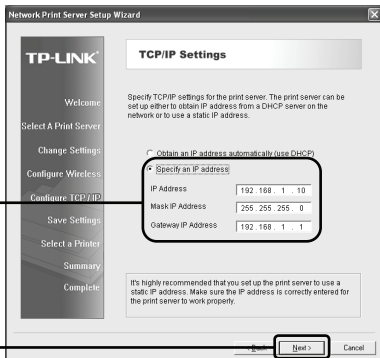 Network Print Server Setup Wizard
TP-LINK
TCP/IP Settings
Welcome
Select A Print Server
Change Settings
Configure Wireless
Configure TCP/IP
Save Settings
Select a Printer
Summary
Complete
Specify TCP/IP settings for the print server. The print server can be
set up either to obtain IP address from a DHCP server on the
network or to use a static IP address.
Obtain an IP address automatically (use DHCP)
Specify an IP address
IP Address 192.168. 1 .10
Mask IP Address 255.255.255. 0
Gateway IP Address 192.168. 1 . 1
It's highly recommended that you set up the print server to use a
static IP address. Make sure the IP address is correctly entered for
the print server to work properly.
< Back Next > Cancel